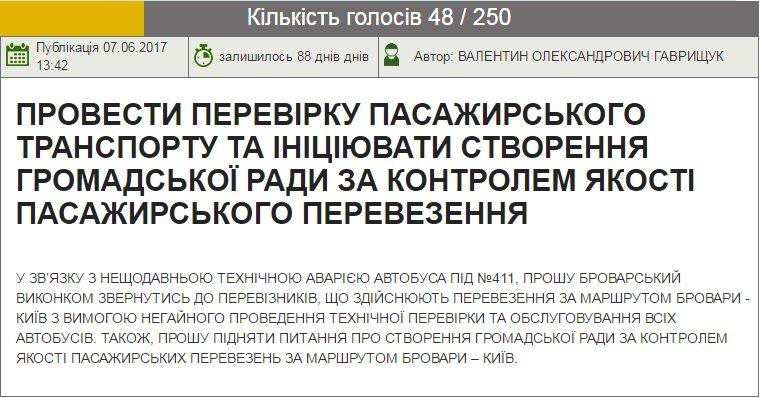 Кількість голосів 48 / 250
Публікація 07.06.2017
13:42
залишилось 88 днів днів
Автор: ВАЛЕНТИН ОЛЕКСАНДРОВИЧ ГАВРИЩУК
ПРОВЕСТИ ПЕРЕВІРКУ ПАСАЖИРСЬКОГО
ТРАНСПОРТУ ТА ІНІЦІЮВАТИ СТВОРЕННЯ
ГРОМАДСЬКОЇ РАДИ ЗА КОНТРОЛЕМ ЯКОСТІ
ПАСАЖИРСЬКОГО ПЕРЕВЕЗЕННЯ
У ЗВ'ЯЗКУ З НЕЩОДАВНЬОЮ ТЕХНІЧНОЮ АВАРІЄЮ АВТОБУСА ПІД №411, ПРОШУ БРОВАРСЬКИЙ
ВИКОНКОМ ЗВЕРНУТИСЬ ДО ПЕРЕВІЗНИКІВ, ЩО ЗДІЙСНЮЮТЬ ПЕРЕВЕЗЕННЯ ЗА МАРШРУТОМ БРОВАРИ -
КИЇВ З ВИМОГОЮ НЕГАЙНОГО ПРОВЕДЕННЯ ТЕХНІЧНОЇ ПЕРЕВІРКИ ТА ОБСЛУГОВУВАННЯ ВСІХ
АВТОБУСІВ. ТАКОЖ, ПРОШУ ПІДНЯТИ ПИТАННЯ ПРО СТВОРЕННЯ ГРОМАДСЬКОЇ РАДИ ЗА КОНТРОЛЕМ
ЯКОСТІ ПАСАЖИРСЬКИХ ПЕРЕВЕЗЕНЬ ЗА МАРШРУТОМ БРОВАРИ – КИЇВ.